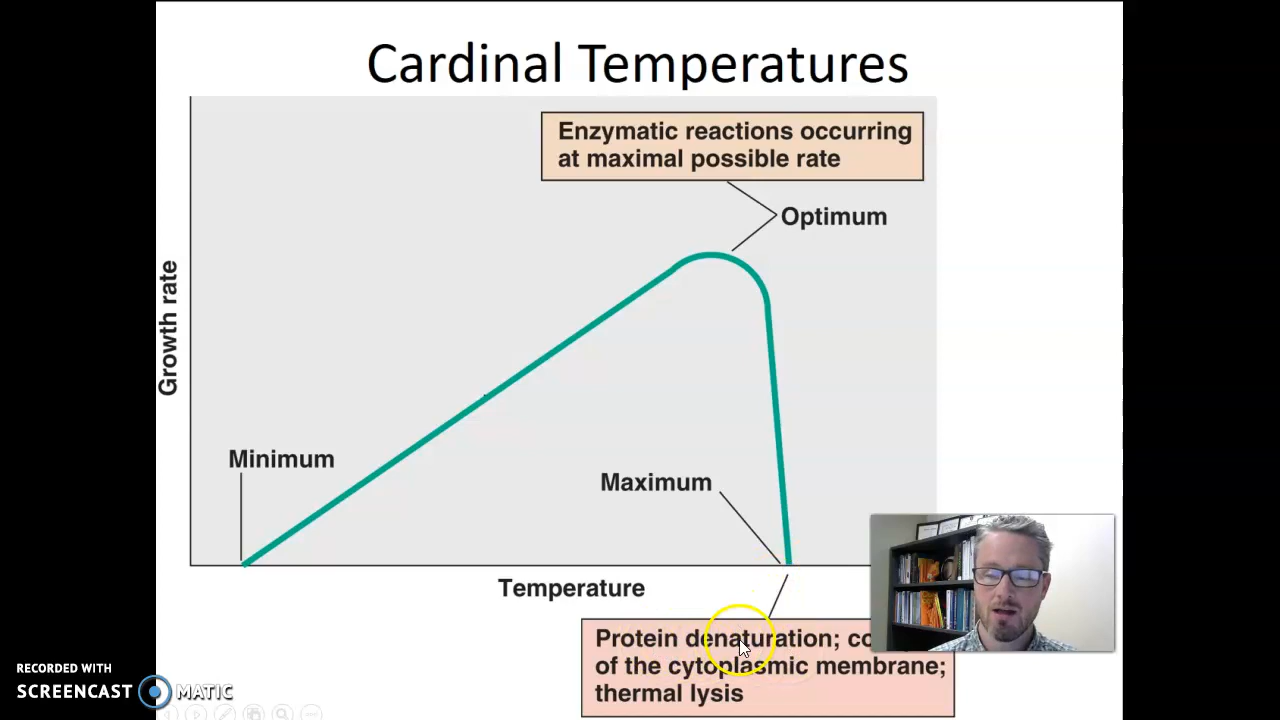 Cardinal Temperatures
Enzymatic reactions occurring
at maximal possible rate
Optimum
Growth rate
Minimum
Maximum
Temperature
Protein denaturation;
of the cytoplasmic membrane;
thermal lysis
RECORDED WITH
SCREENCAST MATIC